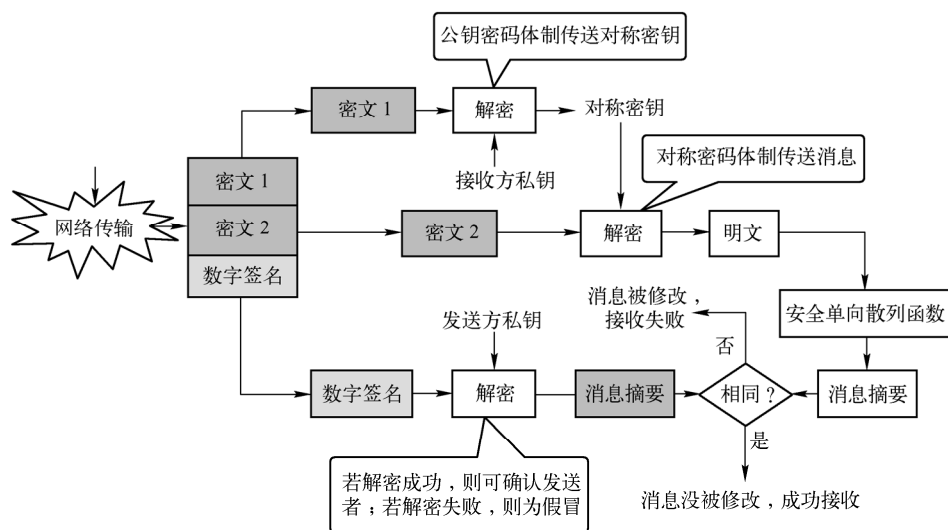 公钥密码体制传送对称密钥
密文 1
解密
对称密钥
接收方私钥
对称密码体制传送消息
网络传输
密文 1
密文 2
数字签名
密文 2
解密
明文
安全单向散列函数
消息被修改，
接收失败
否
发送方私钥
数字签名
解密
消息摘要
相同？
消息摘要
是
若解密成功，则可确认发送
者；若解密失败，则为假冒
消息没被修改，成功接收